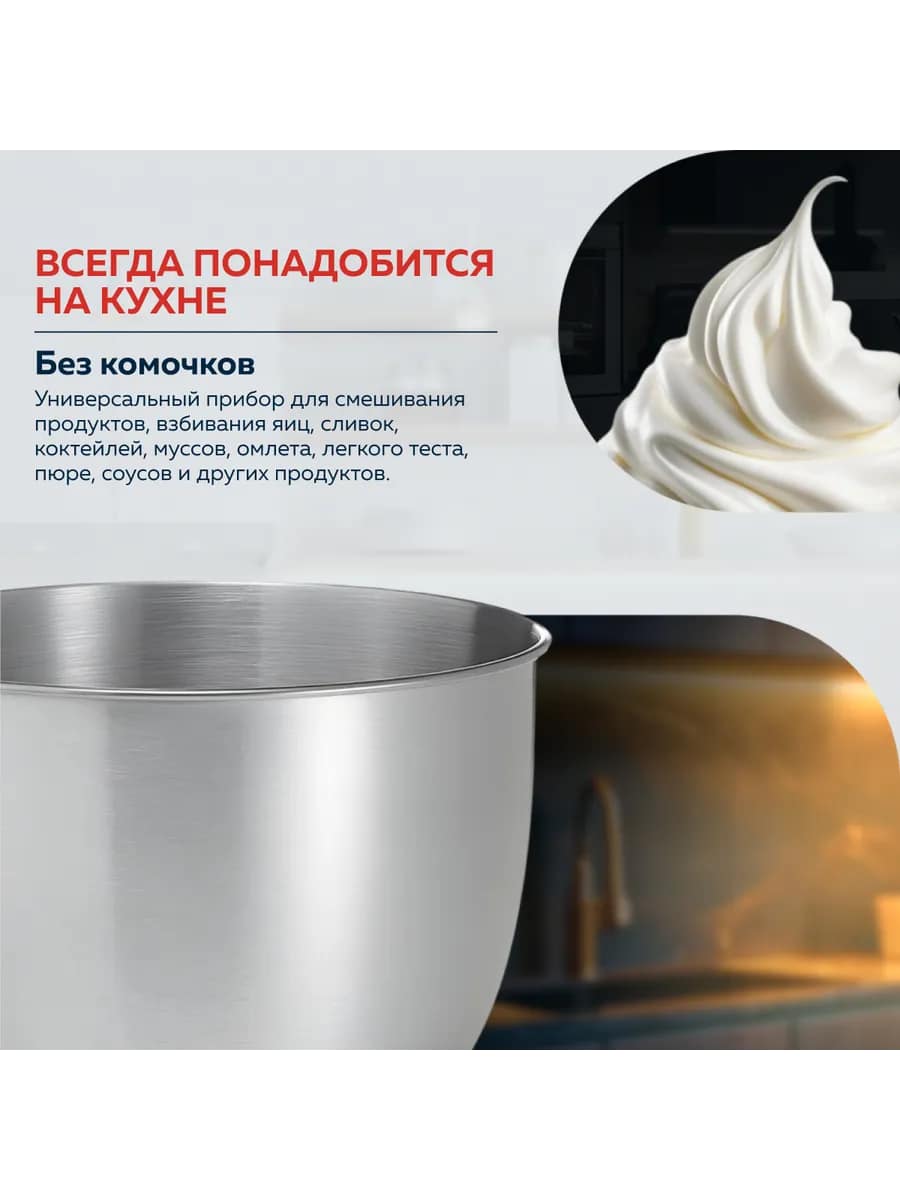 ВСЕГДА ПОНАДОБИТСЯ
НА КУХНЕ
Без комочков
Универсальный прибор для смешивания
продуктов, взбивания яиц, сливок,
коктейлей, муссов, омлета, легкого теста,
пюре, соусов и других продуктов.